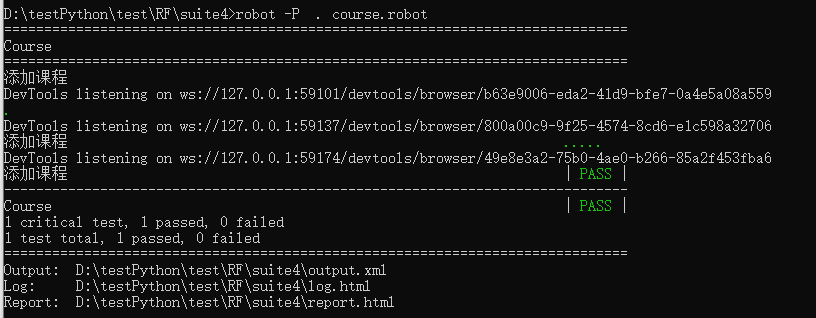 D:\testPython\test\RF\suite4>robot -P . course.robot
==============================================================================
Course
==============================================================================
添加课程
DevTools listening on ws://127.0.0.1:59101/devtools/browser/b63e9006-eda2-41d9-bfe7-0a4e5a08a559
.
DevTools listening on ws://127.0.0.1:59137/devtools/browser/800a00c9-9f25-4574-8cd6-e1c598a32706
添加课程 .....
DevTools listening on ws://127.0.0.1:59174/devtools/browser/49e8e3a2-75b0-4ae0-b266-85a2f453fba6
添加课程 | PASS |
------------------------------------------------------------------------------
Course | PASS |
1 critical test, 1 passed, 0 failed
1 test total, 1 passed, 0 failed
==============================================================================
Output: D:\testPython\test\RF\suite4\output.xml
Log: D:\testPython\test\RF\suite4\log.html
Report: D:\testPython\test\RF\suite4\report.html